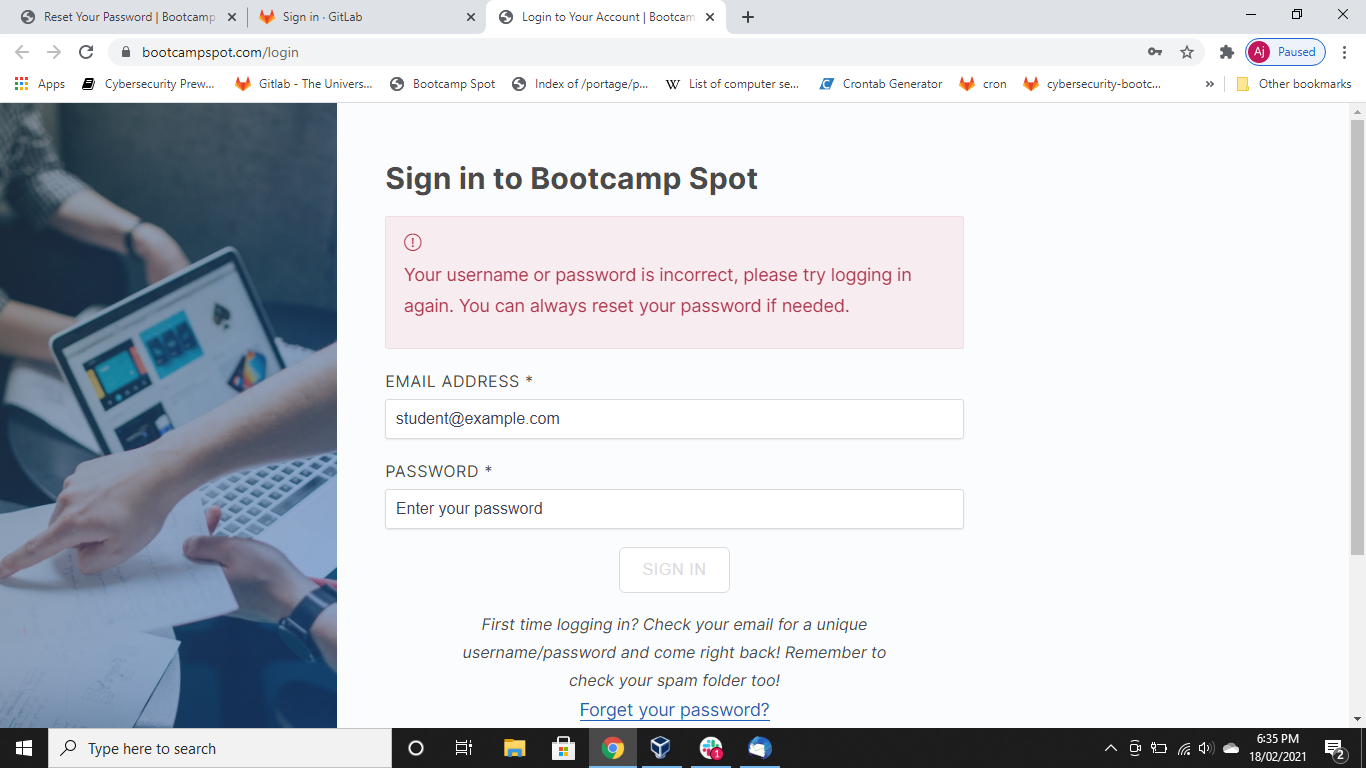 Reset Your Password | Bootcamp
Sign in · GitLab
Login to Your Account | Bootcam
bootcampspot.com/login
Aj
Paused
Apps
Cybersecurity Prew...
Gitlab - The Univers...
Bootcamp Spot
Index of /portage/p...
W List of computer se...
Crontab Generator
cron
cybersecurity-bootc...
»
Other bookmarks
Sign in to Bootcamp Spot
Your username or password is incorrect, please try logging in
again. You can always reset your password if needed.
EMAIL ADDRESS *
student@example.com
PASSWORD *
Enter your password
SIGN IN
First time logging in? Check your email for a unique
username/password and come right back! Remember to
check your spam folder too!
Forget your password?
Type here to search
1
6:35 PM
18/02/2021
2